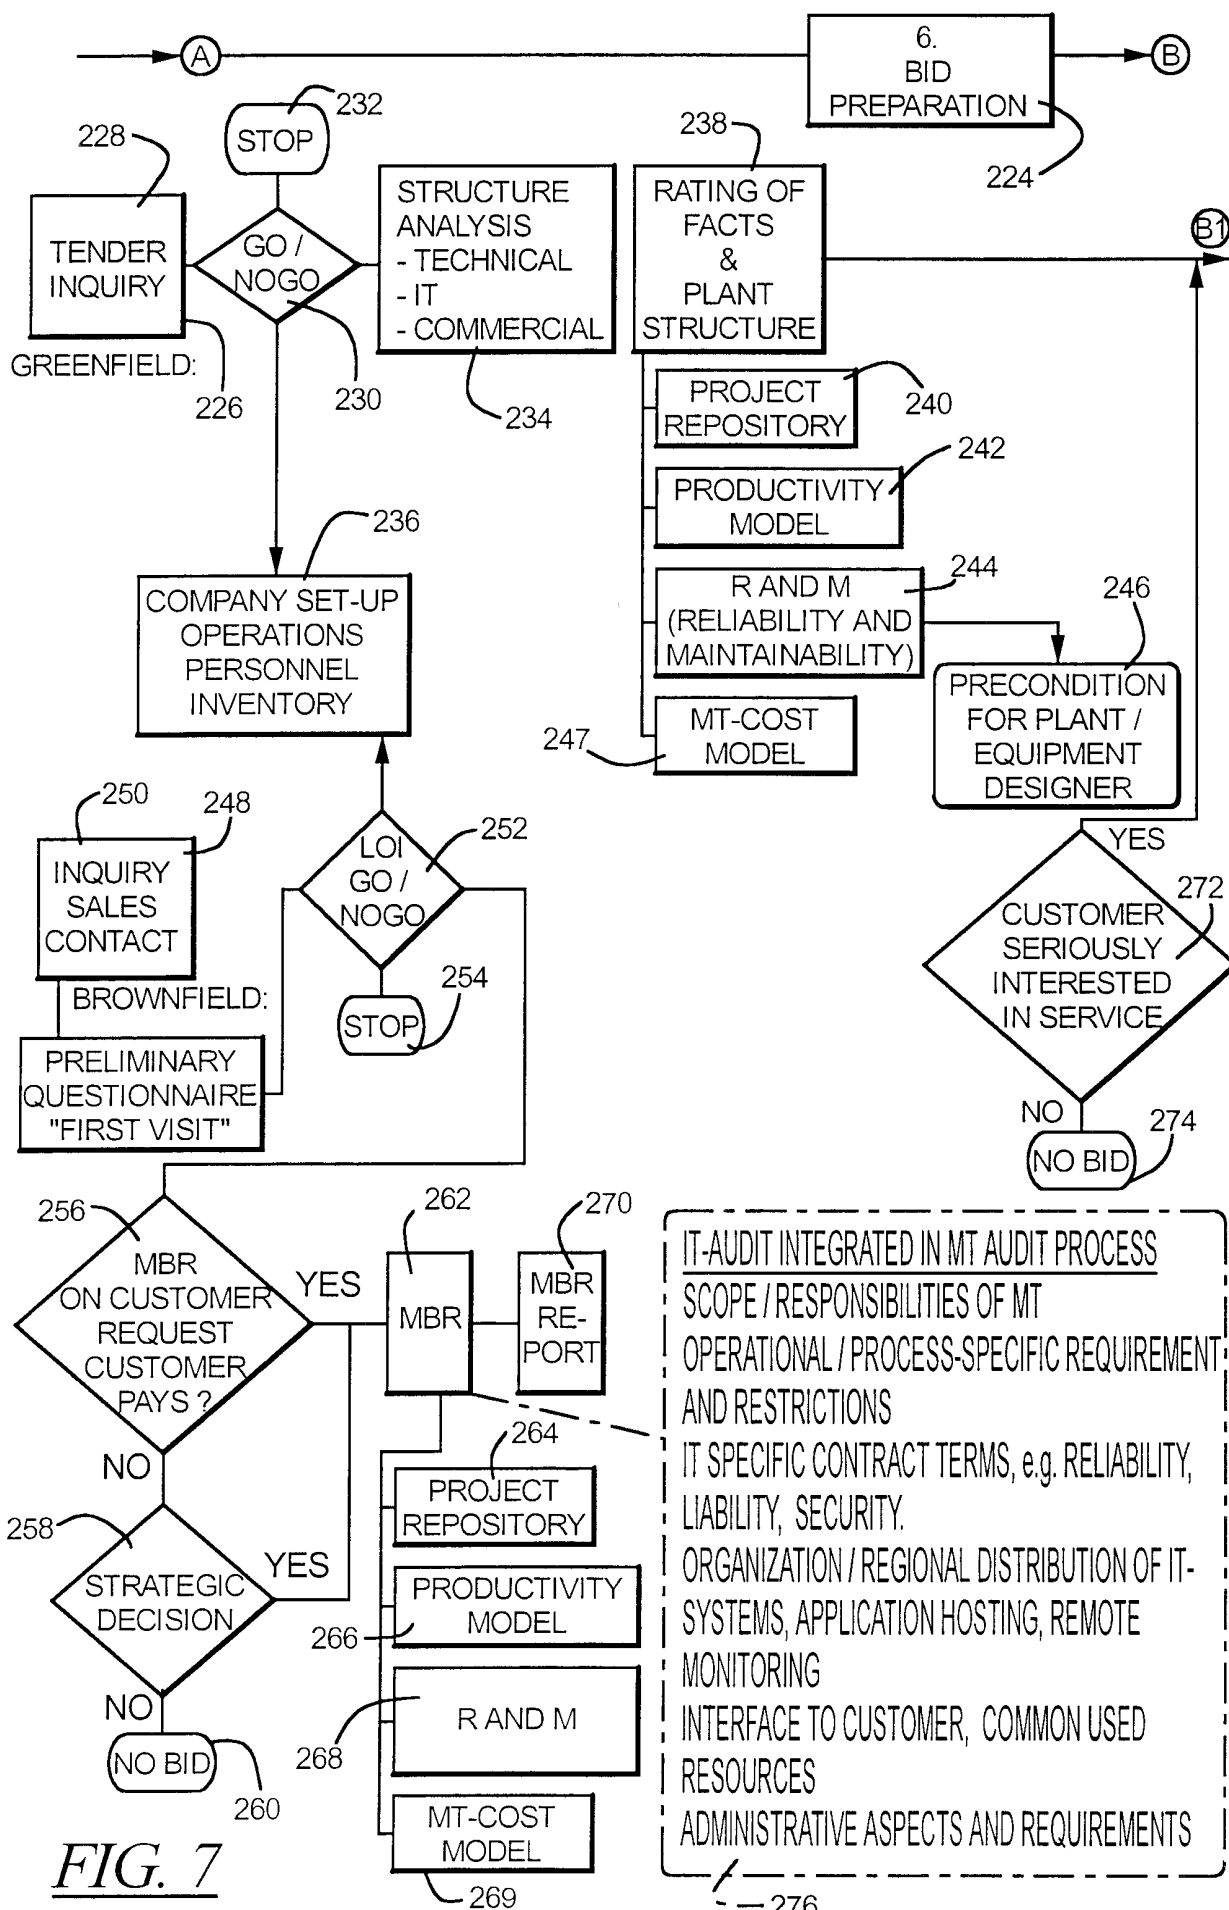 A
6.
BID
PREPARATION
B
224
232
STOP
228
TENDER
INQUIRY
GREENFIELD:
226
GO /
NOGO
230
STRUCTURE
ANALYSIS
- TECHNICAL
- IT
- COMMERCIAL
234
238
RATING OF
FACTS
&
PLANT
STRUCTURE
B1
PROJECT
REPOSITORY
240
PRODUCTIVITY
MODEL
242
R AND M
(RELIABILITY AND
MAINTAINABILITY)
244
MT-COST
MODEL
247
246
PRECONDITION
FOR PLANT /
EQUIPMENT
DESIGNER
236
COMPANY SET-UP
OPERATIONS
PERSONNEL
INVENTORY
250
248
INQUIRY
SALES
CONTACT
BROWNFIELD:
PRELIMINARY
QUESTIONNAIRE
"FIRST VISIT"
LOI
GO /
NOGO
252
STOP
254
YES
CUSTOMER
SERIOUSLY
INTERESTED
IN SERVICE
272
NO
NO BID
274
256
MBR
ON CUSTOMER
REQUEST
CUSTOMER
PAYS ?
YES
NO
258
STRATEGIC
DECISION
YES
NO
NO BID
260
262
MBR
270
MBR
RE-
PORT
264
PROJECT
REPOSITORY
PRODUCTIVITY
MODEL
266
R AND M
268
MT-COST
MODEL
269
IT-AUDIT INTEGRATED IN MT AUDIT PROCESS
SCOPE / RESPONSIBILITIES OF MT
OPERATIONAL / PROCESS-SPECIFIC REQUIREMENT
AND RESTRICTIONS
IT SPECIFIC CONTRACT TERMS, e.g. RELIABILITY,
LIABILITY, SECURITY.
ORGANIZATION / REGIONAL DISTRIBUTION OF IT-
SYSTEMS, APPLICATION HOSTING, REMOTE
MONITORING
INTERFACE TO CUSTOMER, COMMON USED
RESOURCES
ADMINISTRATIVE ASPECTS AND REQUIREMENTS
276
FIG. 7